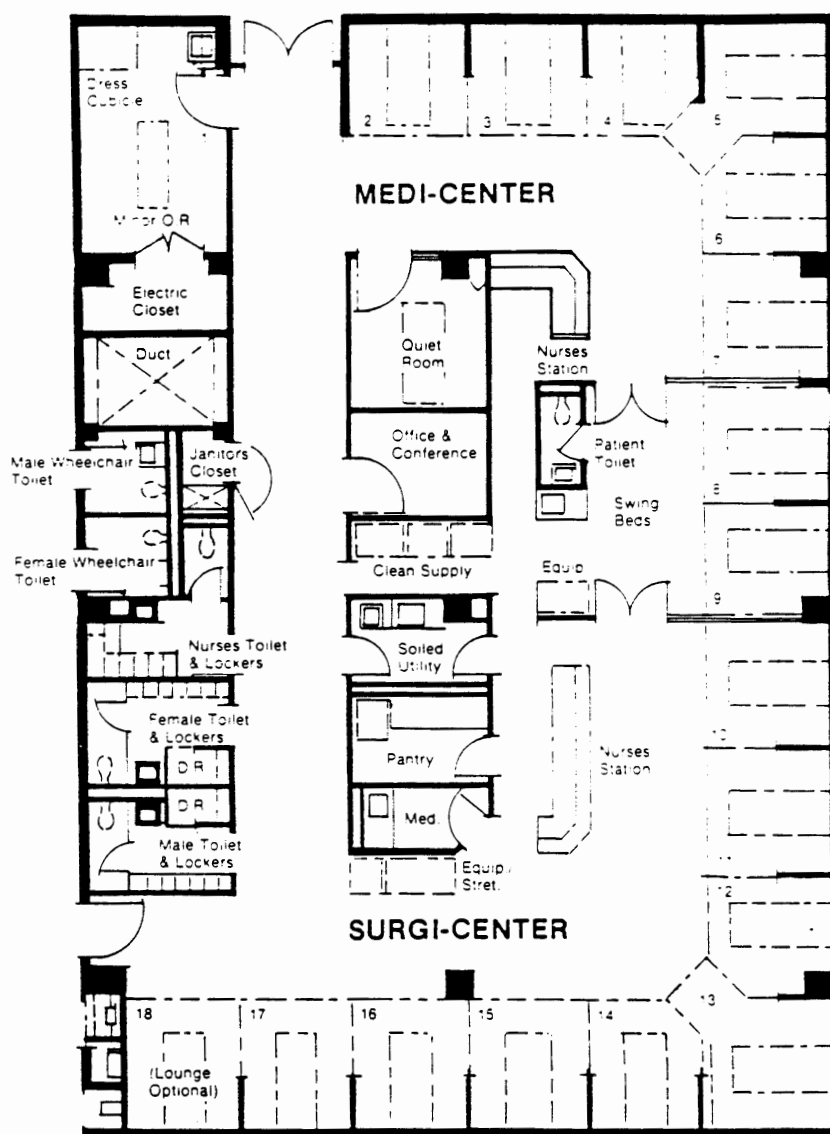 Dress
Cubicle
2
3
4
5
MEDI-CENTER
Minor O R
6
Electric
Closet
Duct
Quiet
Room
Nurses
Station
7
Male Wheelchair
Toilet
Janitors
Closet
Office &
Conference
Patient
Toilet
8
Swing
Beds
Female Wheelchair
Toilet
Clean Supply
Equip
9
Nurses Toilet
& Lockers
Soiled
Utility
Female Toilet
& Lockers
D R
Pantry
Nurses
Station
10
D R
Med.
Male Toilet
& Lockers
Equip./
Stret.
11
12
SURGI-CENTER
13
18
17
16
15
14
(Lounge
Optional)